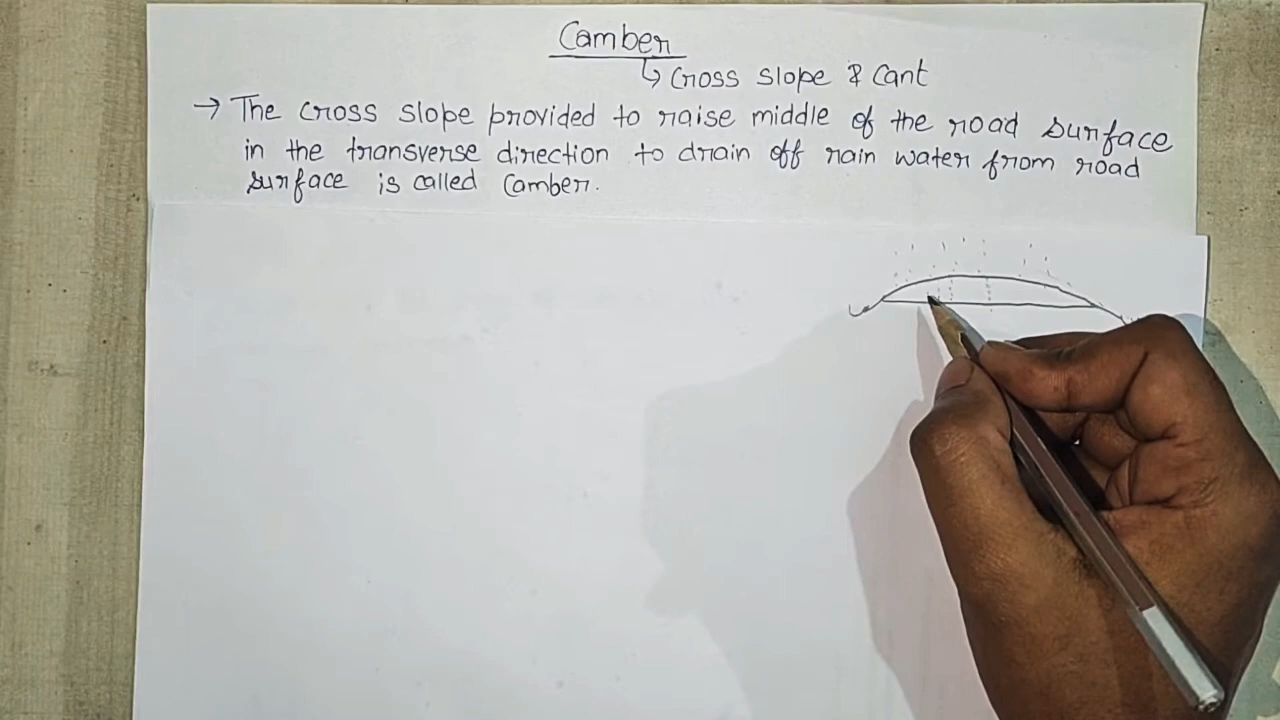 Camber
↳ Cross slope & Cant
→ The cross slope provided to raise middle of the road surface
in the transverse direction to drain off rain water from road
surface is called Camber.